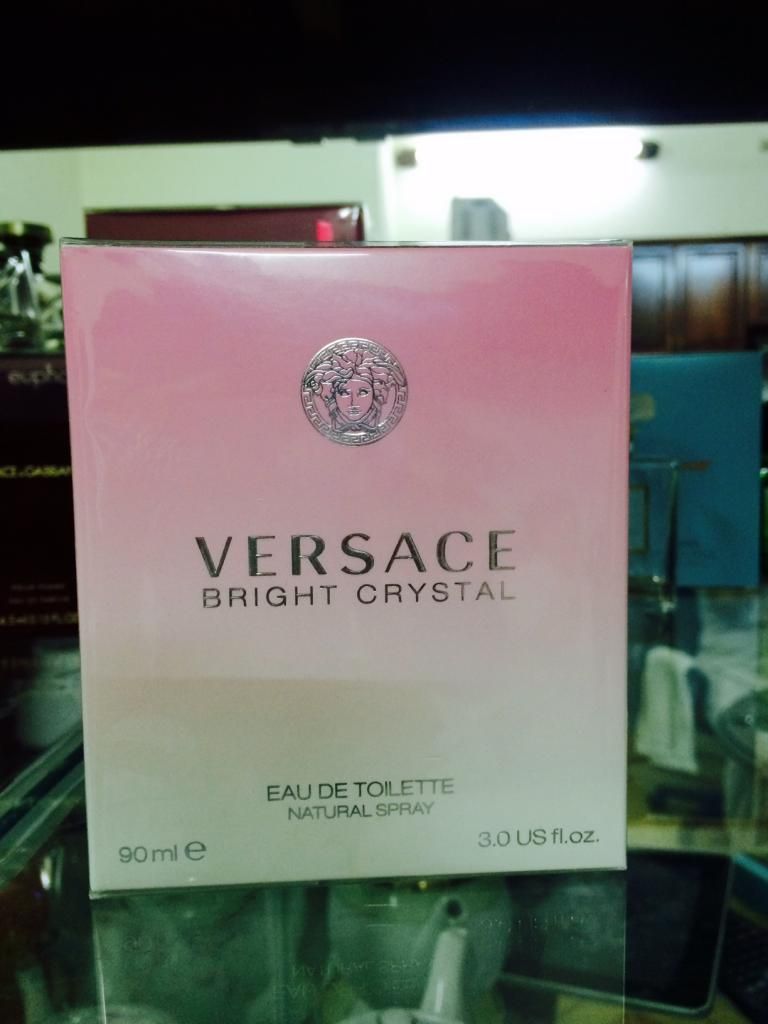 VERSACE
BRIGHT CRYSTAL
EAU DE TOILETTE
NATURAL SPRAY
90 ml e
3.0 US fl.oz.